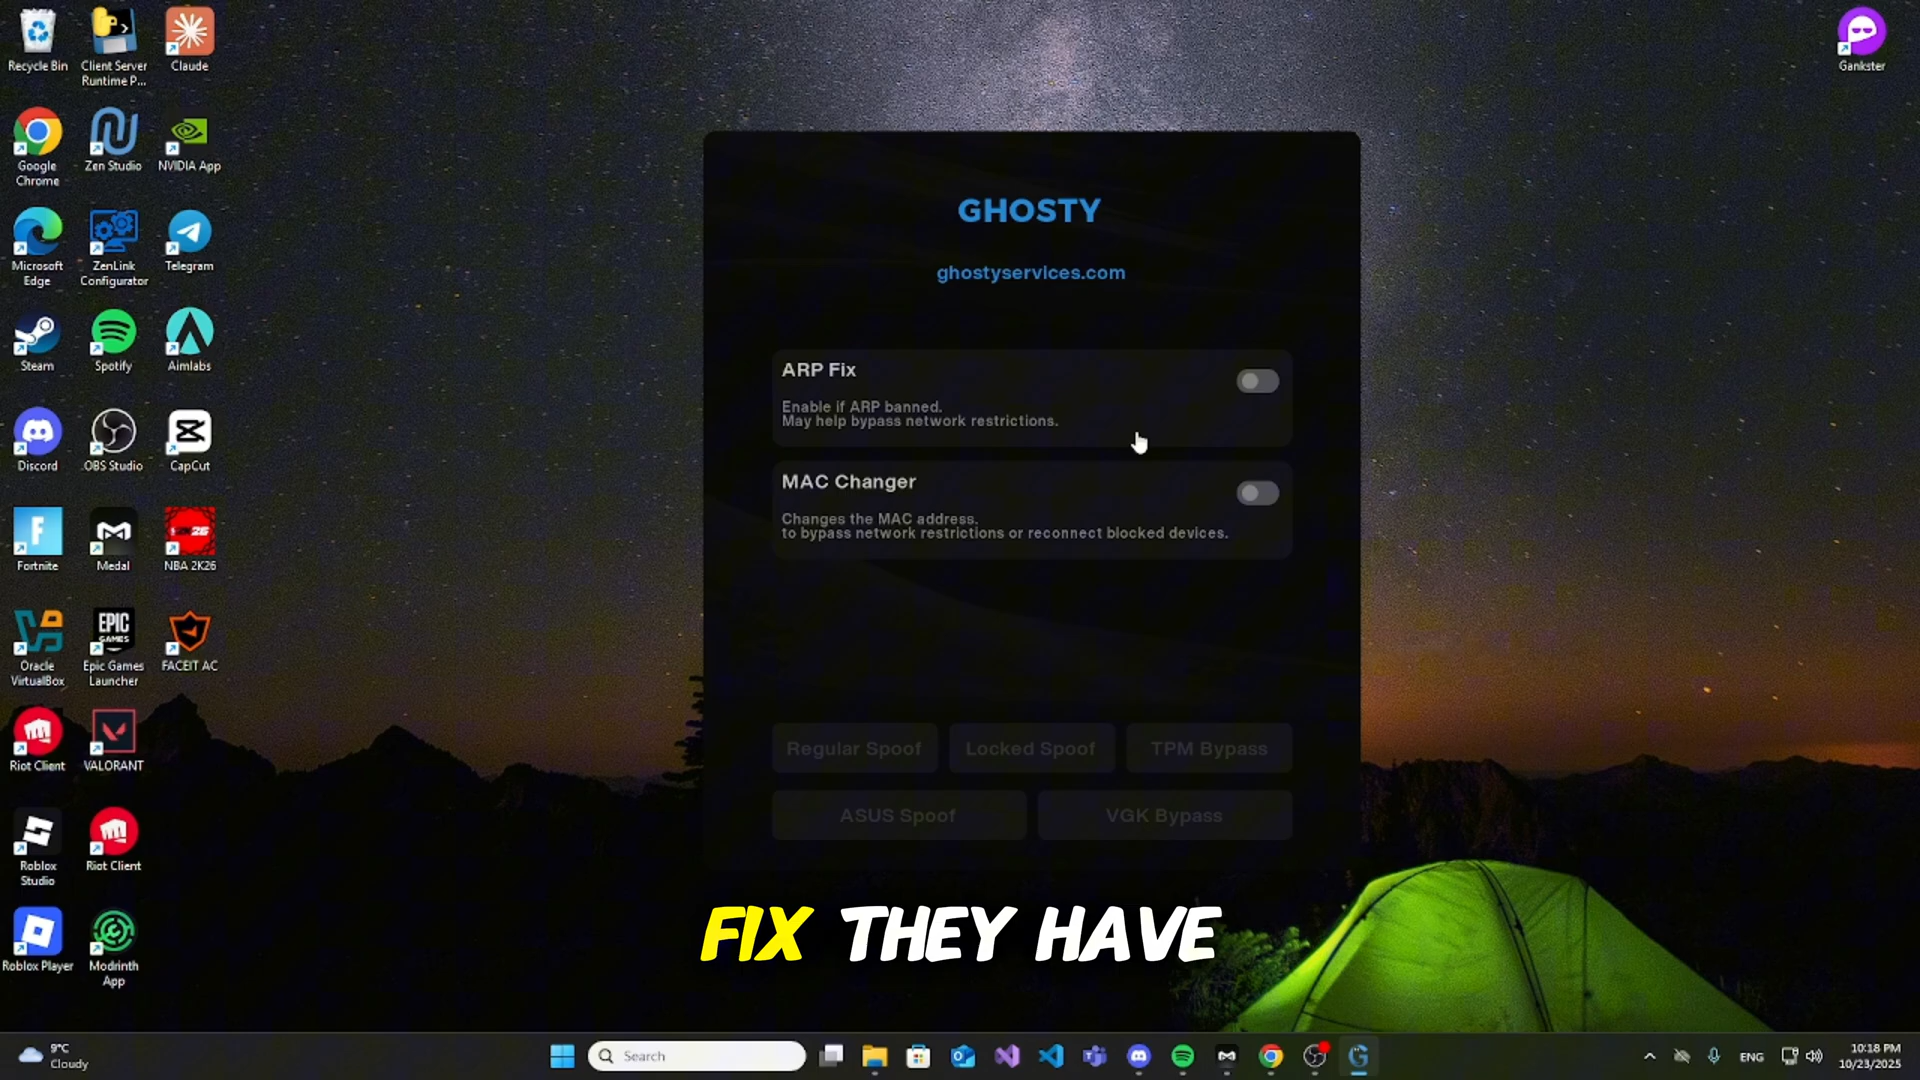 Recycle Bin
Client Server
Runtime P...
Claude
Gankster
Google
Chrome
Zen Studio
NVIDIA App
Microsoft
Edge
ZenLink
Configurator
Telegram
Steam
Spotify
Aimlabs
Discord
OBS Studio
CapCut
Fortnite
Medal
2K26
NBA 2K26
Oracle
VirtualBox
EPIC
GAMES
Epic Games
Launcher
FACEIT AC
Riot Client
VALORANT
Roblox
Studio
Riot Client
Roblox Player
Modrinth
App
GHOSTY
ghostyservices.com
ARP Fix
Enable if ARP banned.
May help bypass network restrictions.
MAC Changer
Changes the MAC address.
to bypass network restrictions or reconnect blocked devices.
Regular Spoof
Locked Spoof
TPM Bypass
ASUS Spoof
VGK Bypass
FIX THEY HAVE
9°C
Cloudy
Search
ENG
10:18 PM
10/23/2025